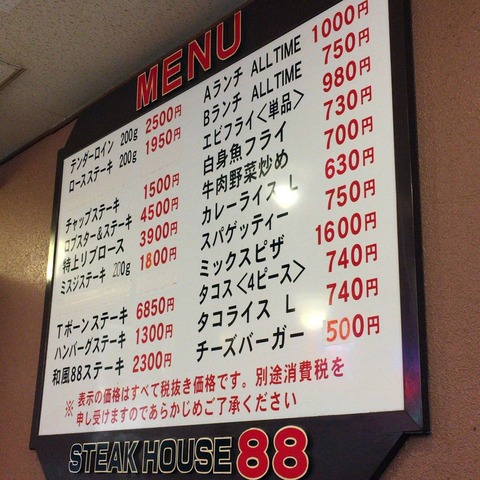 MENU
テンダーロイン 200g 2500円
ロースステーキ 200g 1950円
チャップステーキ 1500円
ロブスター&ステーキ 4500円
特上リブロース 3900円
ミスジステーキ 200g 1800円
Tボーンステーキ 6850円
ハンバーグステーキ 1300円
和風88ステーキ 2300円
Aランチ ALLTIME 1000円
Bランチ ALLTIME 750円
エビフライ<単品> 980円
白身魚フライ 730円
牛肉野菜炒め 700円
カレーライス L 630円
スパゲッティー 750円
ミックスピザ 1600円
タコス<4ピース> 740円
タコライス L 740円
チーズバーガー 500円
※ 表示の価格はすべて税抜き価格です。別途消費税を
申し受けますのであらかじめご了承ください
STEAK HOUSE 88